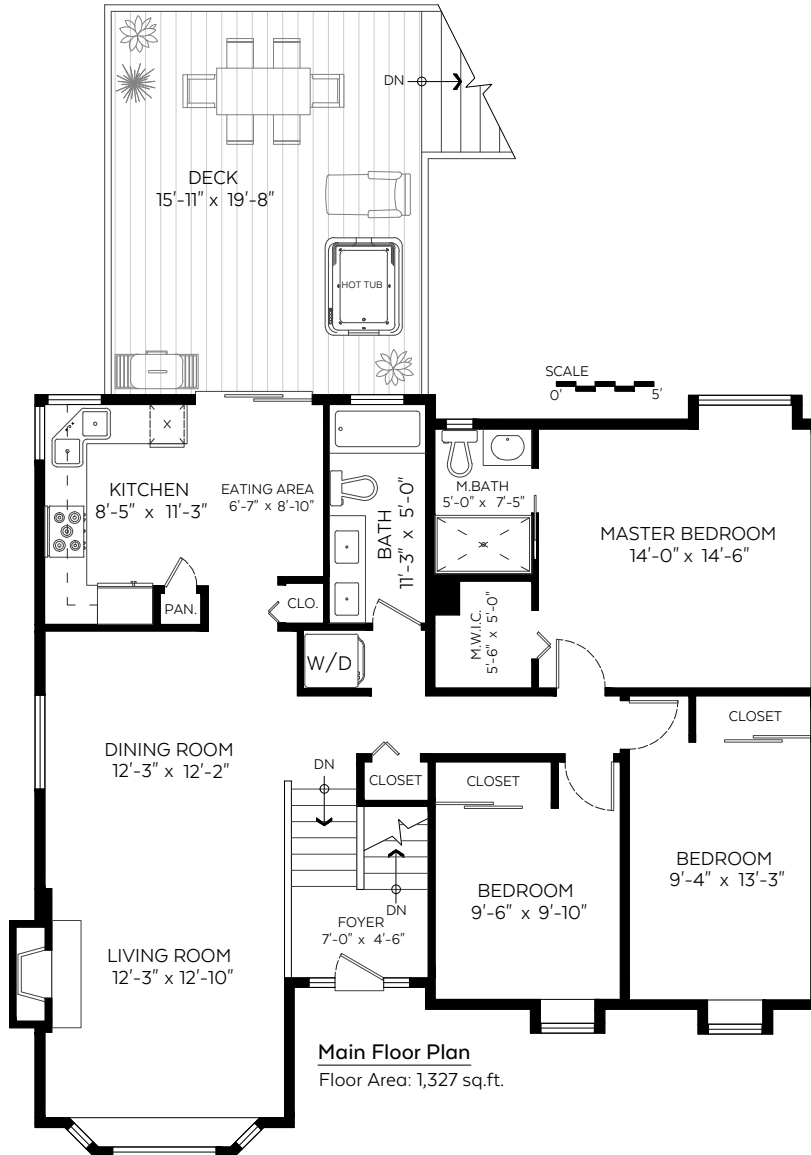 DN
DECK
15'-11" x 19'-8"
HOT TUB
SCALE
0' 5'
X
KITCHEN
8'-5" x 11'-3"
EATING AREA
6'-7" x 8'-10"
BATH
11'-3" x 5'-0"
M.BATH
5'-0" x 7'-5"
MASTER BEDROOM
14'-0" x 14'-6"
PAN.
CLO.
M.W.I.C.
5'-6" x 5'-0"
W/D
CLOSET
DINING ROOM
12'-3" x 12'-2"
DN
CLOSET
CLOSET
BEDROOM
9'-4" x 13'-3"
BEDROOM
9'-6" x 9'-10"
DN
FOYER
7'-0" x 4'-6"
LIVING ROOM
12'-3" x 12'-10"
Main Floor Plan
Floor Area: 1,327 sq.ft.